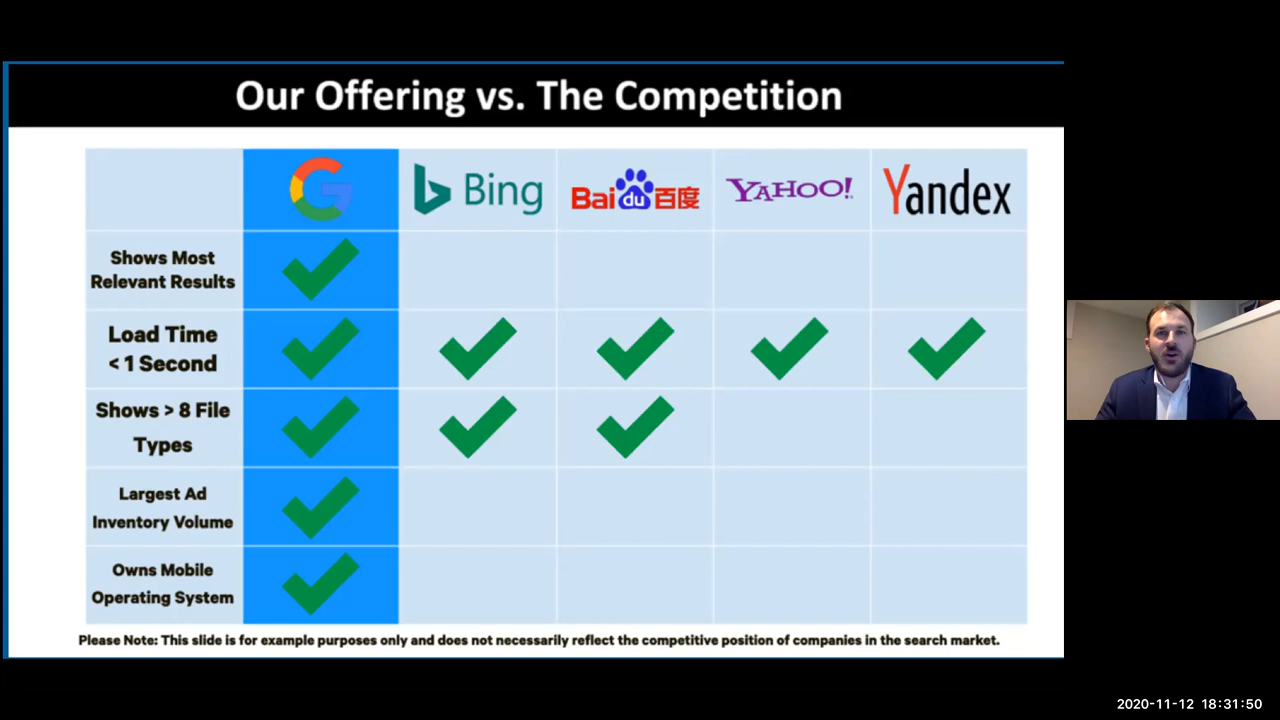 Our Offering vs. The Competition
G
Bing
Bai du 百度
YAHOO!
Yandex
Shows Most
Relevant Results
Load Time
< 1 Second
Shows > 8 File
Types
Largest Ad
Inventory Volume
Owns Mobile
Operating System
Please Note: This slide is for example purposes only and does not necessarily reflect the competitive position of companies in the search market.
2020-11-12 18:31:50